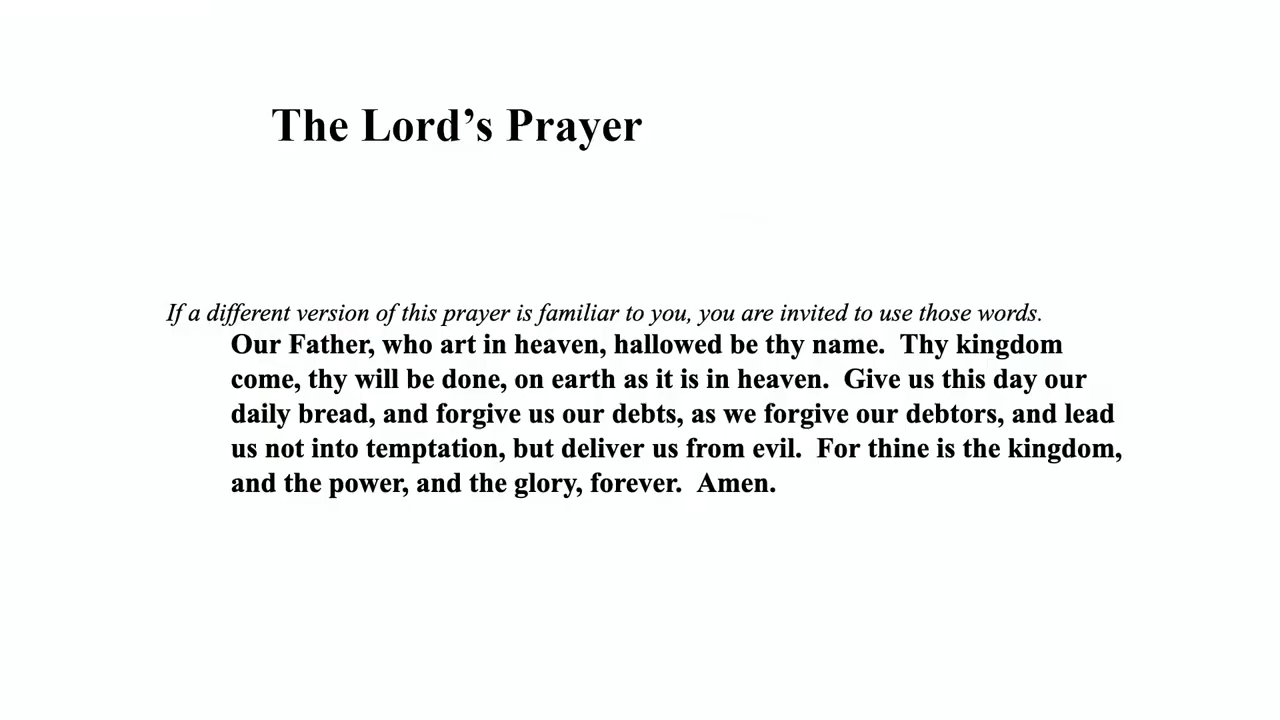 The Lord’s Prayer
If a different version of this prayer is familiar to you, you are invited to use those words.
Our Father, who art in heaven, hallowed be thy name.  Thy kingdom
come, thy will be done, on earth as it is in heaven.  Give us this day our
daily bread, and forgive us our debts, as we forgive our debtors, and lead
us not into temptation, but deliver us from evil.  For thine is the kingdom,
and the power, and the glory, forever.  Amen.